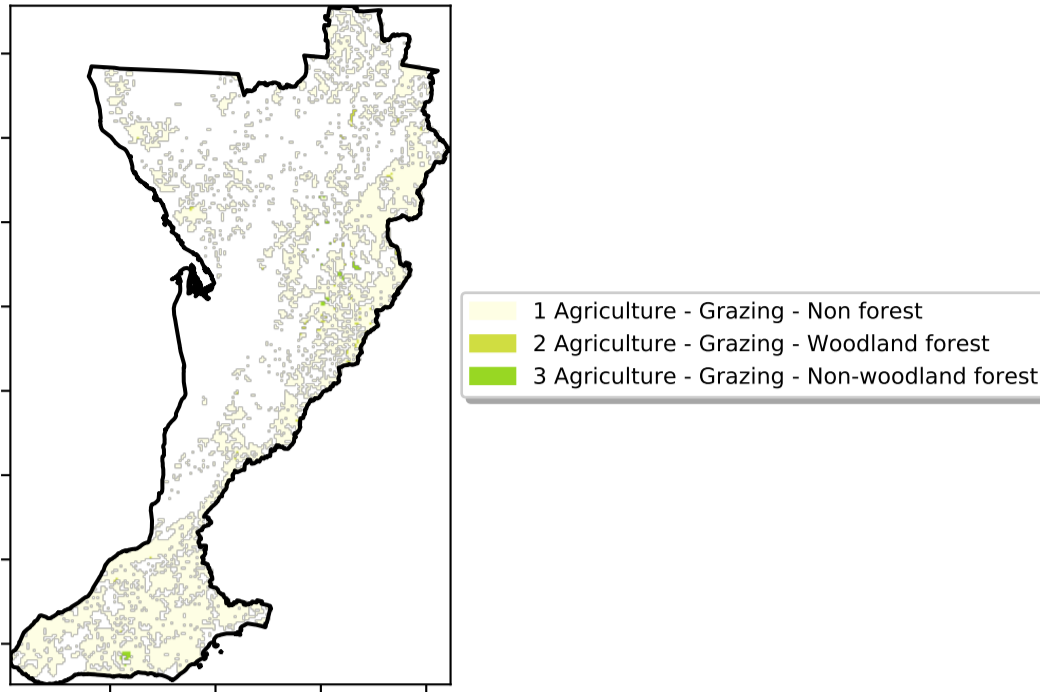 1 Agriculture - Grazing - Non forest
2 Agriculture - Grazing - Woodland forest
3 Agriculture - Grazing - Non-woodland forest